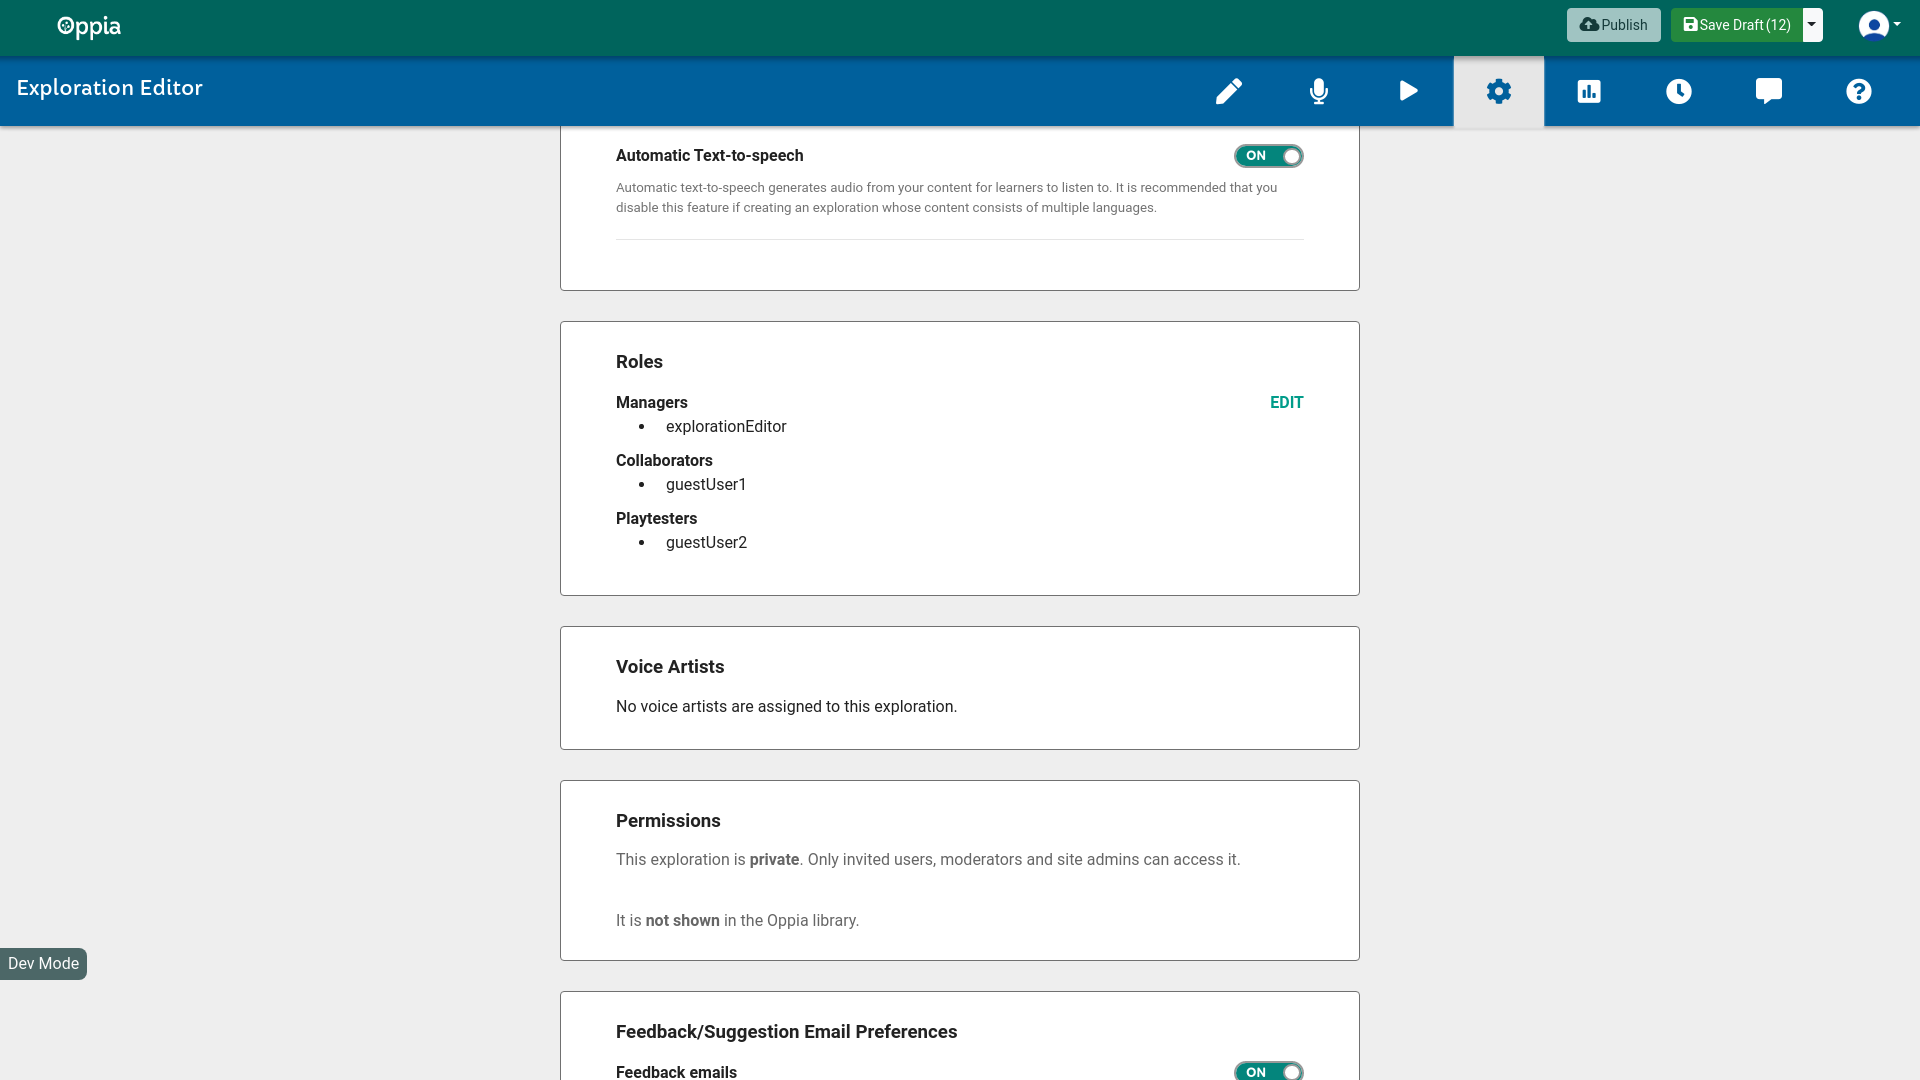 Oppia
Publish
Save Draft (12)
Exploration Editor
Automatic Text-to-speech
ON
Automatic text-to-speech generates audio from your content for learners to listen to. It is recommended that you
disable this feature if creating an exploration whose content consists of multiple languages.
Roles
Managers
EDIT
explorationEditor
Collaborators
guestUser1
Playtesters
guestUser2
Voice Artists
No voice artists are assigned to this exploration.
Permissions
This exploration is private. Only invited users, moderators and site admins can access it.
It is not shown in the Oppia library.
Dev Mode
Feedback/Suggestion Email Preferences
Feedback emails
ON